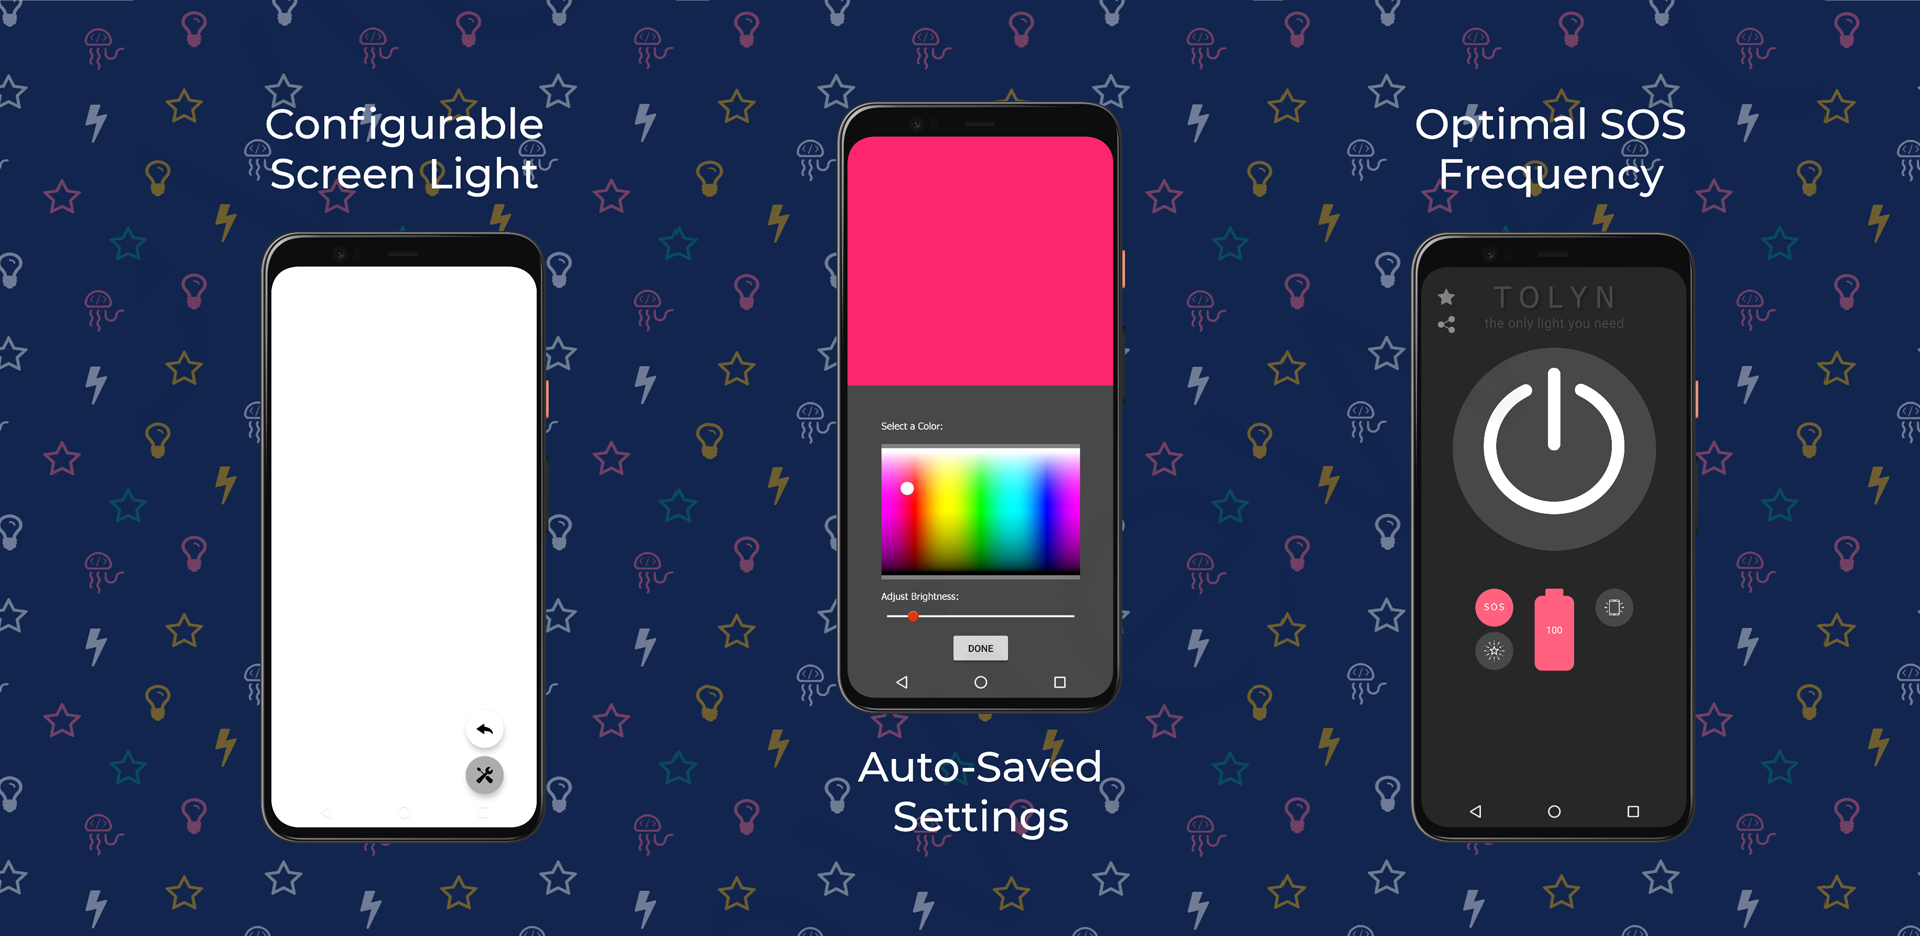 Configurable
Screen Light
Select a Color:
Adjust Brightness:
DONE
Auto-Saved
Settings
Optimal SOS
Frequency
TOLYN
the only light you need
SOS
100